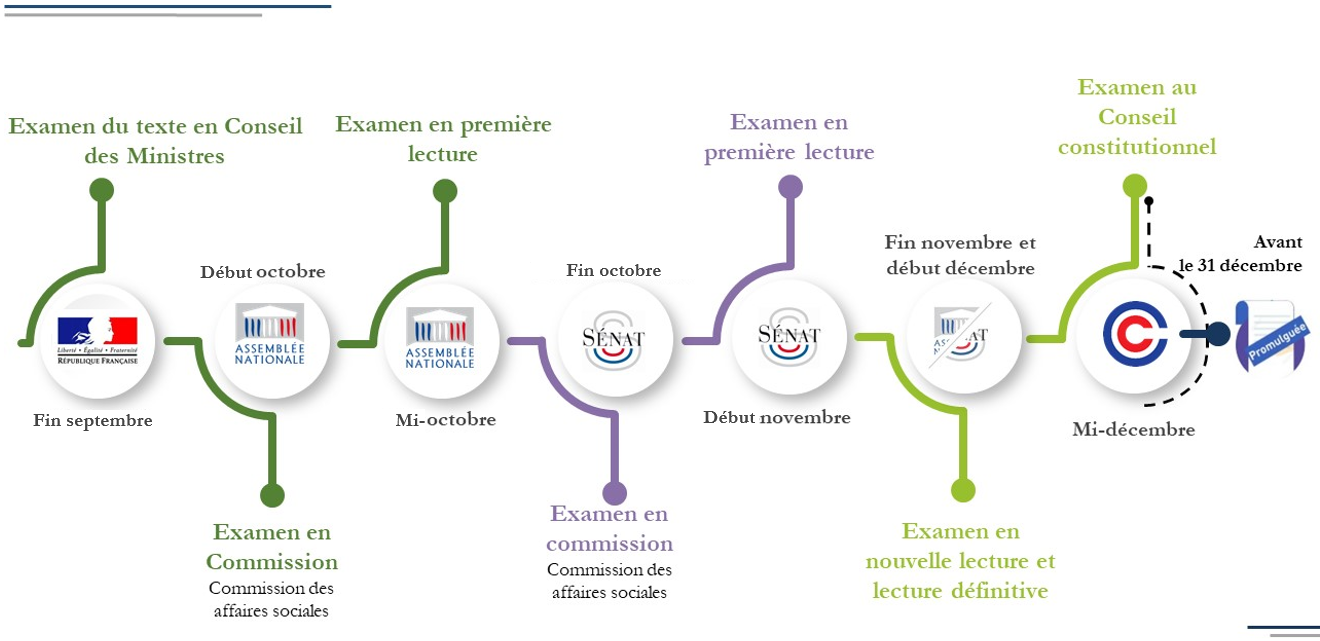 Examen du texte en Conseil
des Ministres
Liberté • Égalité • Fraternité
RÉPUBLIQUE FRANÇAISE
Fin septembre
Début octobre
ASSEMBLÉE
NATIONALE
Examen en
Commission
Commission des
affaires sociales
Examen en première
lecture
ASSEMBLÉE
NATIONALE
Mi-octobre
Fin octobre
SÉNAT
Examen en
commission
Commission des
affaires sociales
Examen en
première lecture
SÉNAT
Début novembre
Fin novembre et
début décembre
Examen en
nouvelle lecture et
lecture définitive
Examen au
Conseil
constitutionnel
Mi-décembre
Avant
le 31 décembre
Promulguée